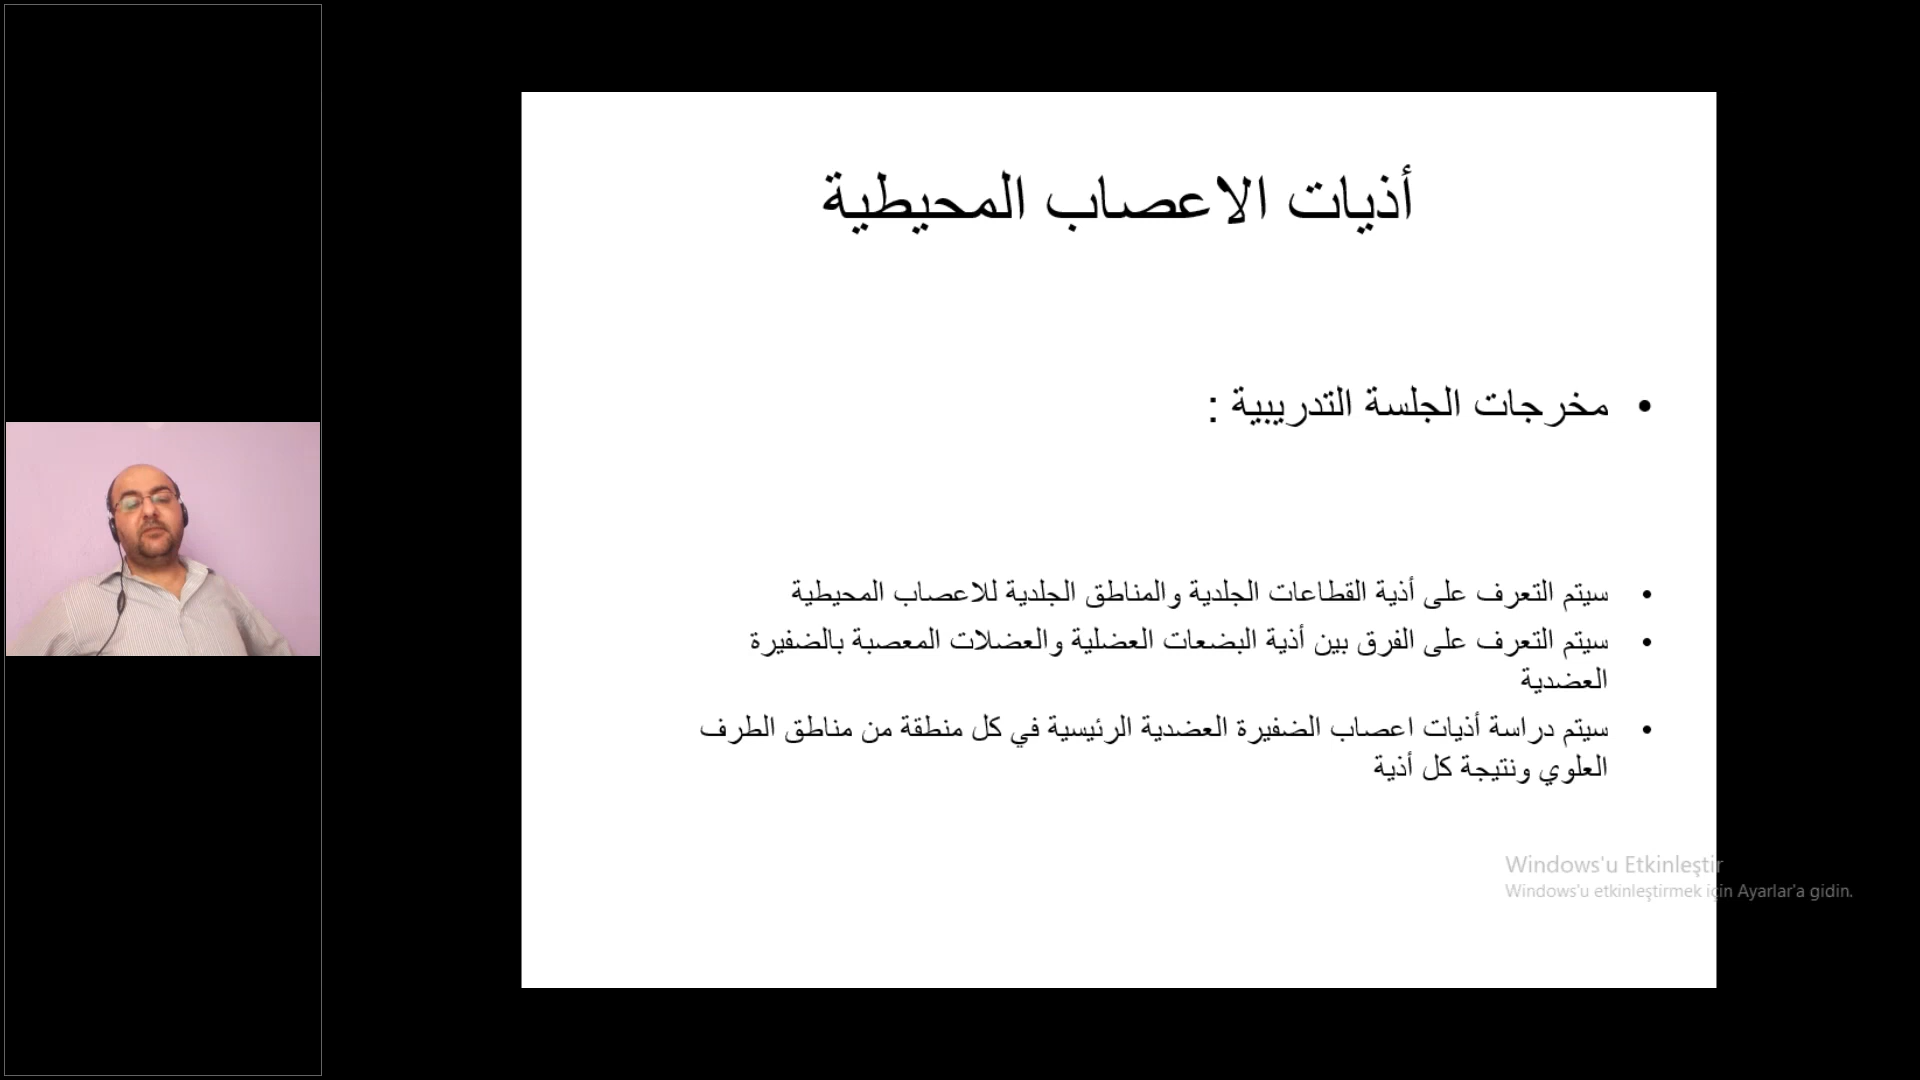 أذيات الاعصاب المحيطية
• مخرجات الجلسة التدريبية :
• سيتم التعرف على أذية القطاعات الجلدية والمناطق الجلدية للاعصاب المحيطية
• سيتم التعرف على الفرق بين أذية البضعات العضلية والعضلات المعصبة بالضفيرة
العضدية
• سيتم دراسة أذيات اعصاب الضفيرة العضدية الرئيسية في كل منطقة من مناطق الطرف
العلوي ونتيجة كل أذية
Windows'u Etkinleştir
Windows'u etkinleştirmek için Ayarlar'a gidin.